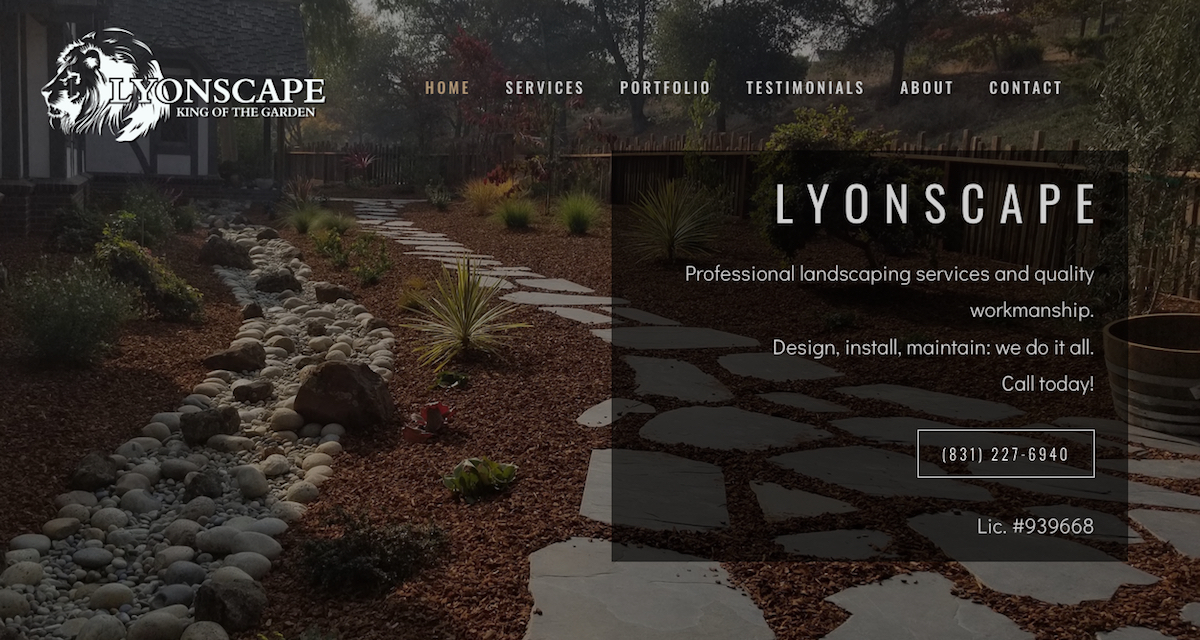 LYONSCAPE
KING OF THE GARDEN
HOME SERVICES PORTFOLIO TESTIMONIALS ABOUT CONTACT
LYONSCAPE
Professional landscaping services and quality
workmanship.
Design, install, maintain: we do it all.
Call today!
(831) 227-6940
Lic. #939668